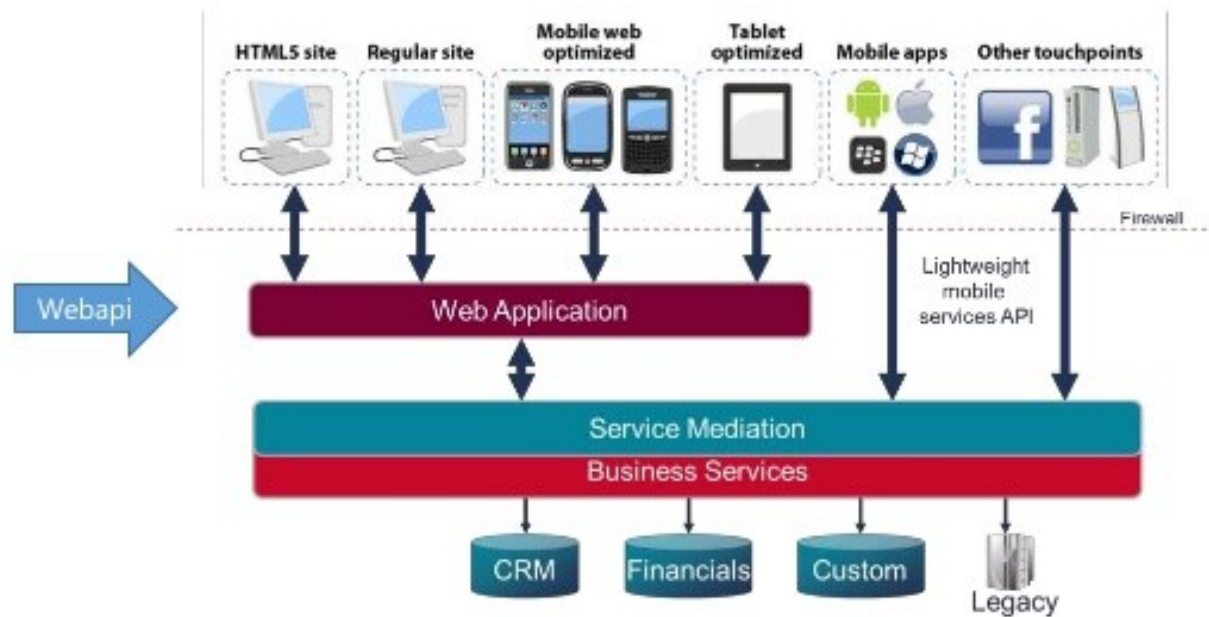 HTML5 site
Regular site
Mobile web
optimized
Tablet
optimized
Mobile apps
Other touchpoints
f
Firewall
Webapi
Lightweight
mobile
services API
Web Application
Service Mediation
Business Services
CRM
Financials
Custom
Legacy